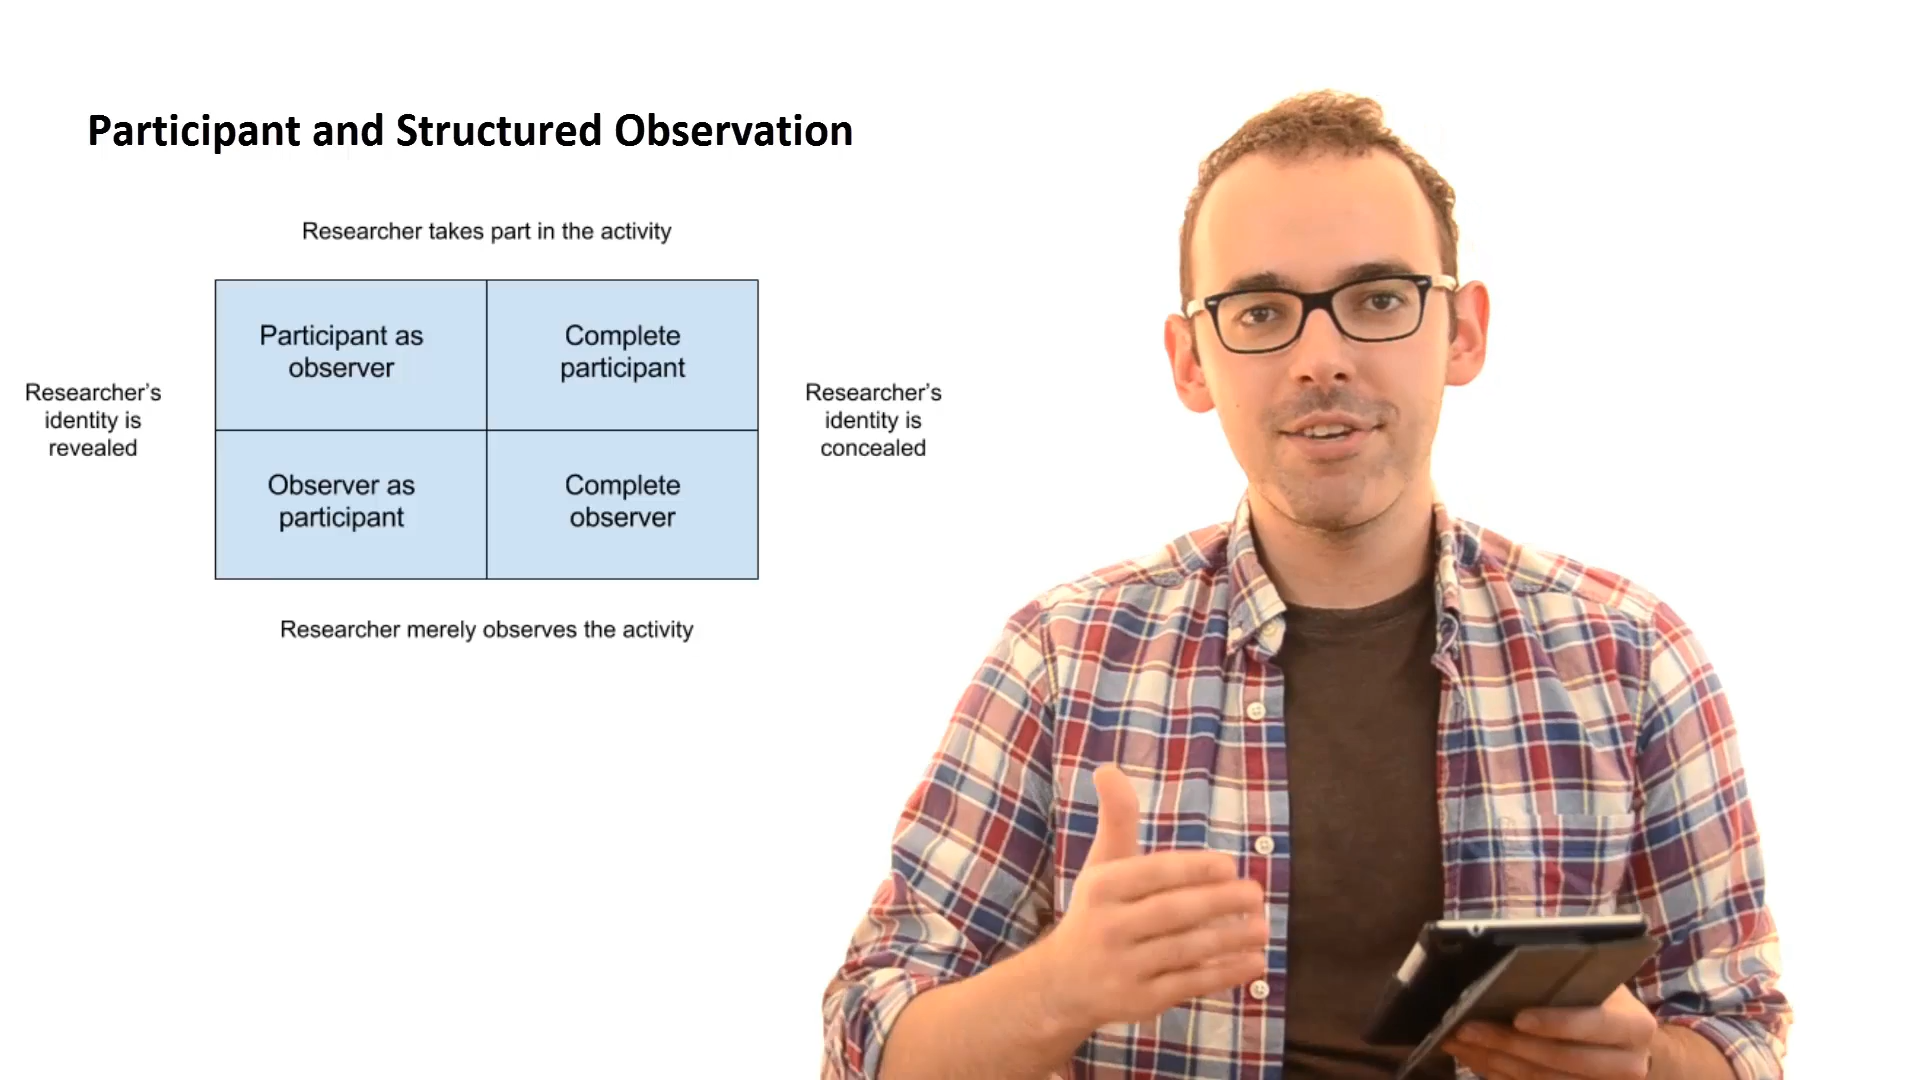 Participant and Structured Observation
Researcher takes part in the activity
Participant as
observer
Complete
participant
Researcher’s
identity is
revealed
Researcher’s
identity is
concealed
Observer as
participant
Complete
observer
Researcher merely observes the activity